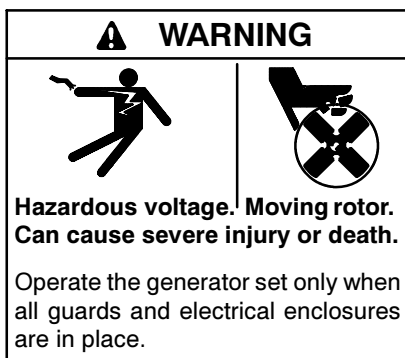 WARNING
Hazardous voltage. Moving rotor.
Can cause severe injury or death.
Operate the generator set only when
all guards and electrical enclosures
are in place.